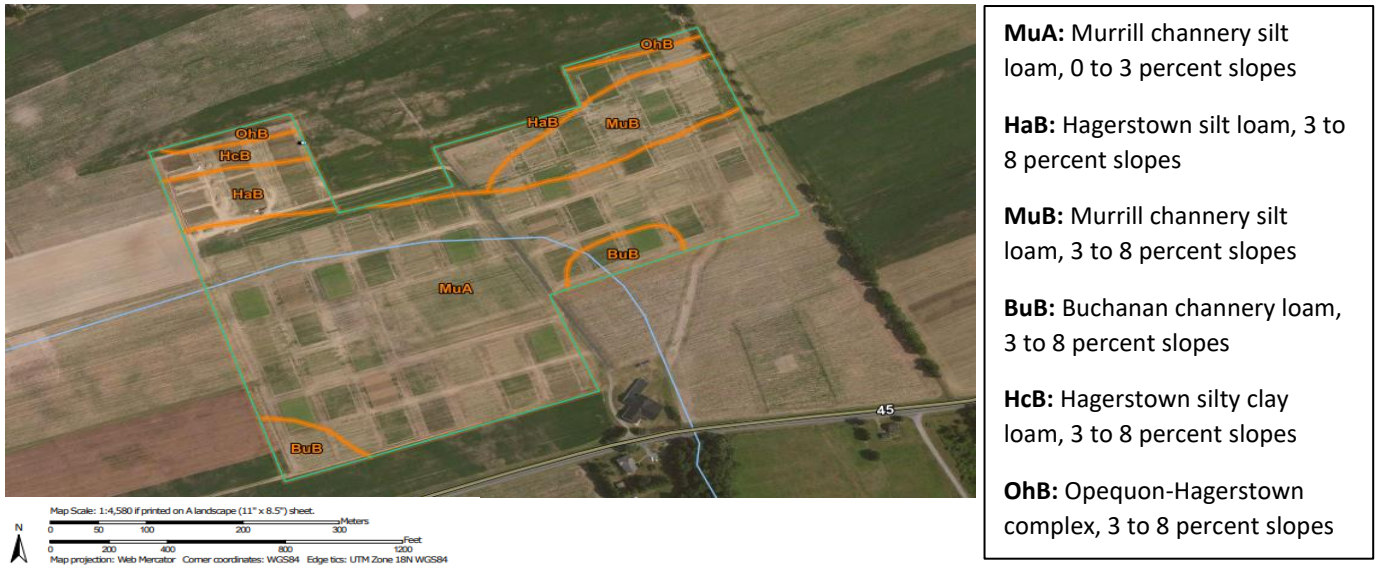 OhB
HaB
MuB
OhB
HcB
HaB
BuB
MuA
BuB
45
N
Map Scale: 1:4,580 if printed on A landscape (11" x 8.5") sheet.
Meters
0 50 100 200 300
Feet
0 200 400 800 1200
Map projection: Web Mercator Corner coordinates: WGS84 Edge tics: UTM Zone 18N WGS84
MuA: Murrill channery silt
loam, 0 to 3 percent slopes
HaB: Hagerstown silt loam, 3 to
8 percent slopes
MuB: Murrill channery silt
loam, 3 to 8 percent slopes
BuB: Buchanan channery loam,
3 to 8 percent slopes
HcB: Hagerstown silty clay
loam, 3 to 8 percent slopes
OhB: Opequon-Hagerstown
complex, 3 to 8 percent slopes